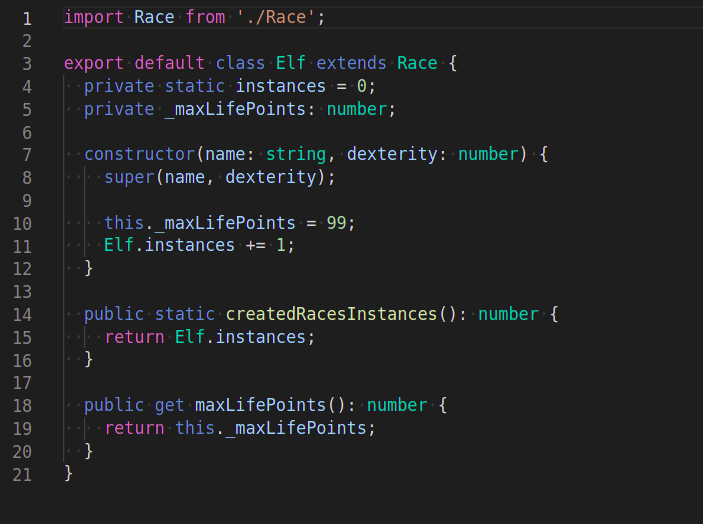 1 import Race from './Race';
2
3 export default class Elf extends Race {
4   private static instances = 0;
5   private _maxLifePoints: number;
6
7   constructor(name: string, dexterity: number) {
8     super(name, dexterity);
9
10     this._maxLifePoints = 99;
11     Elf.instances += 1;
12   }
13
14   public static createdRacesInstances(): number {
15     return Elf.instances;
16   }
17
18   public get maxLifePoints(): number {
19     return this._maxLifePoints;
20   }
21 }